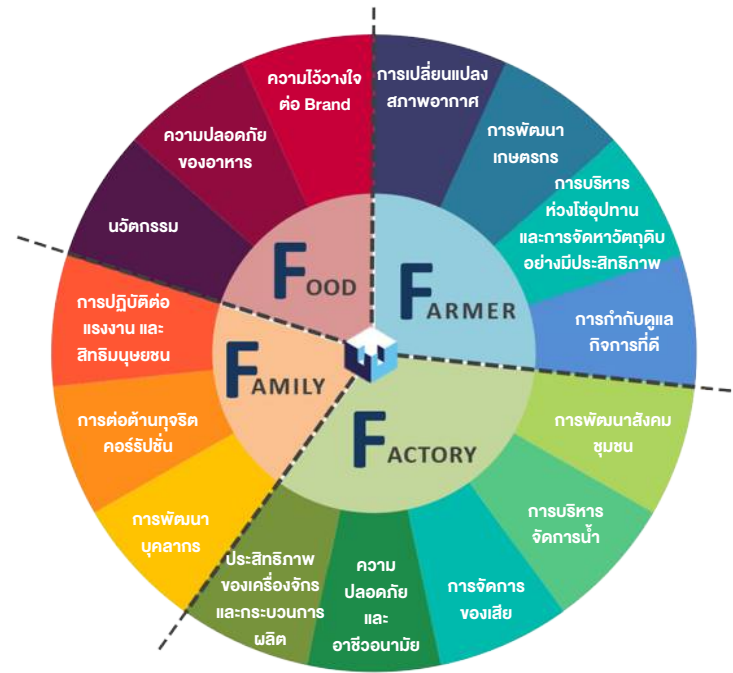 ความไว้วางใจ
ต่อ Brand
การเปลี่ยนแปลง
สภาพอากาศ
การพัฒนา
เกษตรกร
การบริหาร
ห่วงโซ่อุปทาน
และการจัดหาวัตถุดิบ
อย่างมีประสิทธิภาพ
การกำกับดูแล
กิจการที่ดี
การพัฒนาสังคม
ชุมชน
การบริหาร
จัดการน้ำ
การจัดการ
ของเสีย
ความ
ปลอดภัย
และ
อาชีวอนามัย
ประสิทธิภาพ
ของเครื่องจักร
และกระบวนการ
ผลิต
การพัฒนา
บุคลากร
การต่อต้านทุจริต
คอร์รัปชั่น
การปฏิบัติต่อ
แรงงาน และ
สิทธิมนุษยชน
นวัตกรรม
ความปลอดภัย
ของอาหาร
FOOD
FARMER
FAMILY
FACTORY